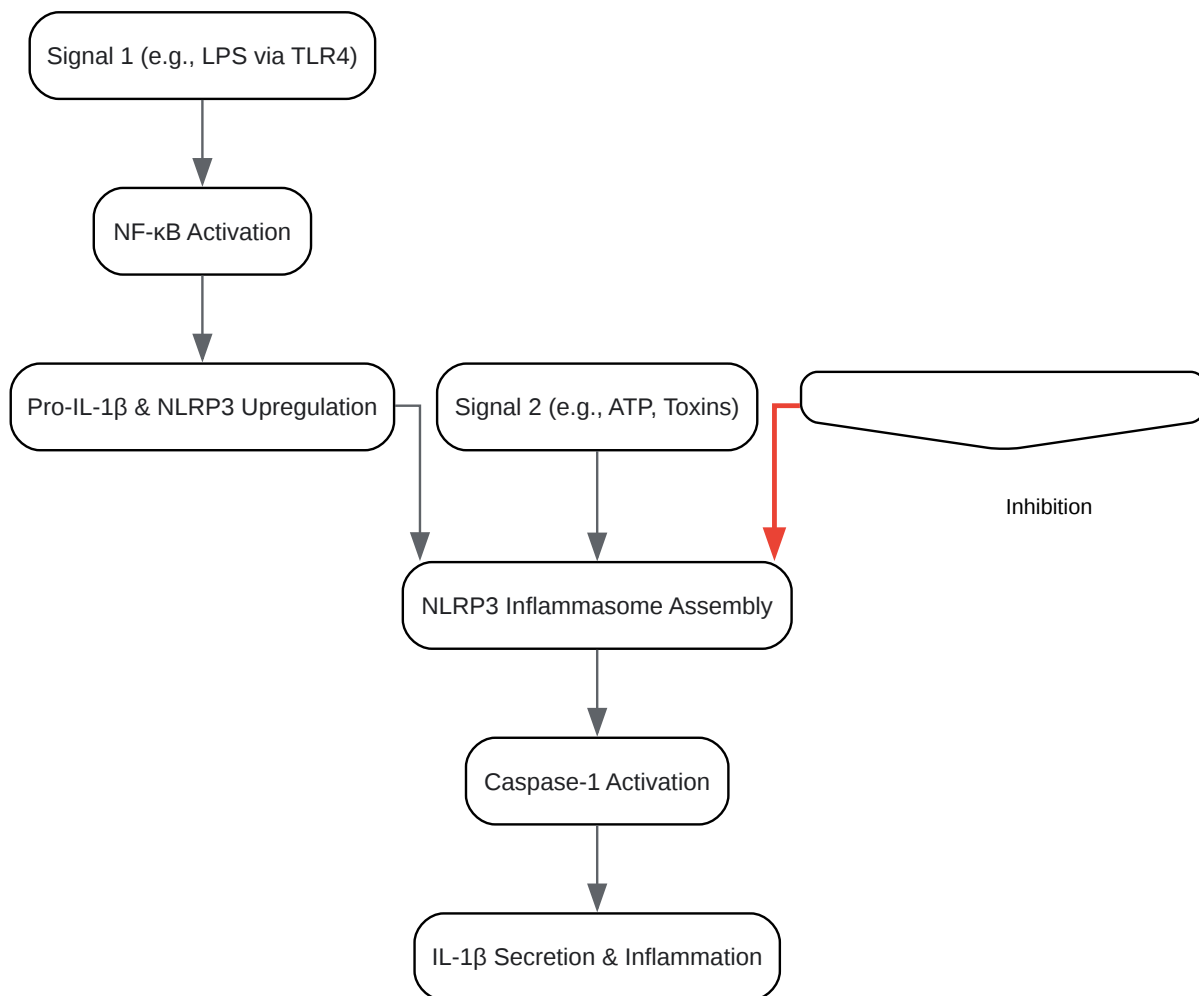 Signal 1 (e.g., LPS via TLR4)
NF-κB Activation
Pro-IL-1β & NLRP3 Upregulation
Signal 2 (e.g., ATP, Toxins)
Inhibition
NLRP3 Inflammasome Assembly
Caspase-1 Activation
IL-1β Secretion & Inflammation